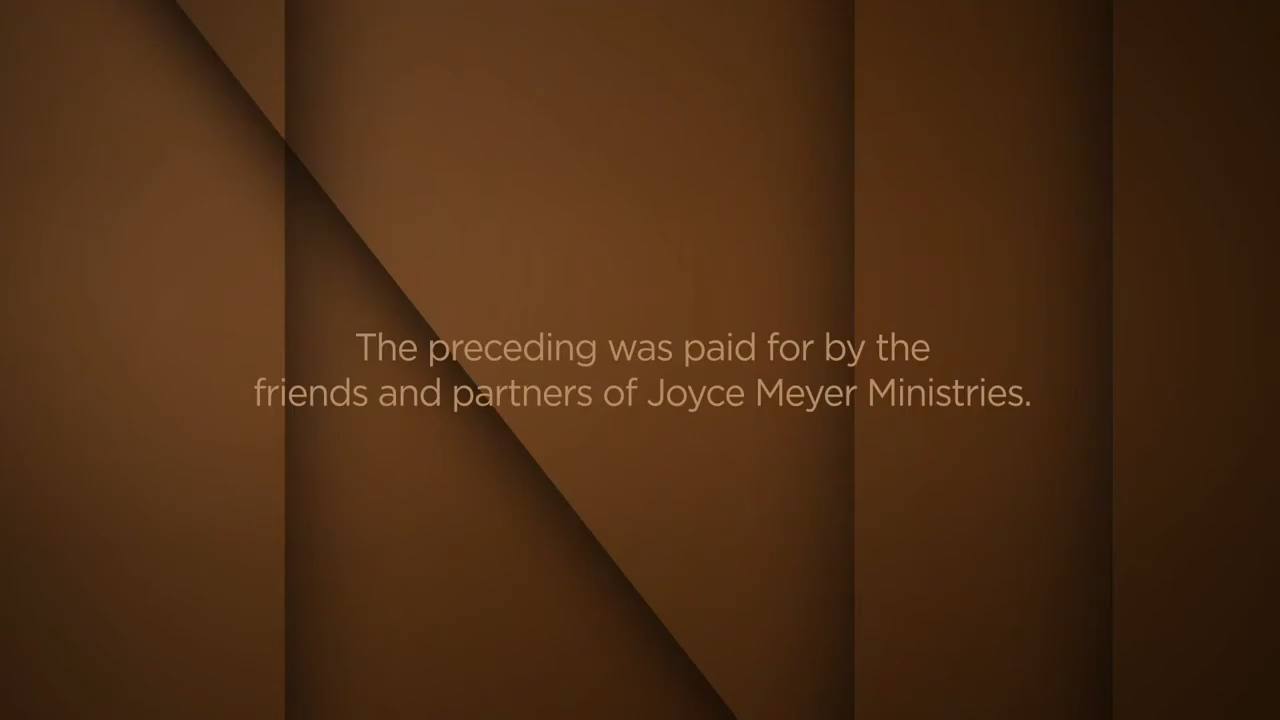 The preceding was paid for by the
friends and partners of Joyce Meyer Ministries.